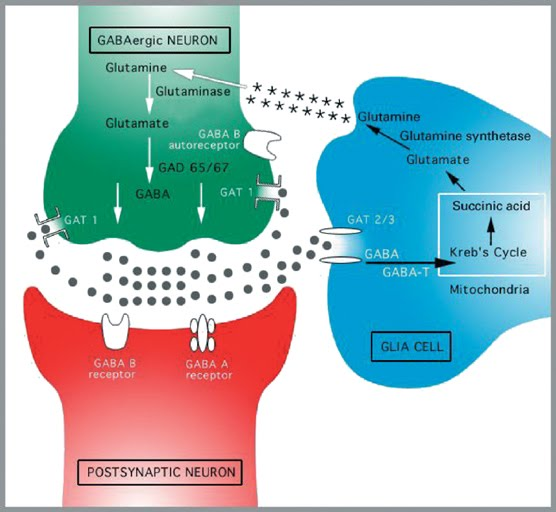 GABAergic NEURON
Glutamine
Glutaminase
Glutamate
GABA B
autoreceptor
GAD 65/67
GABA
GAT 1
GAT 1
Glutamine
Glutamine synthetase
Glutamate
Succinic acid
GAT 2/3
GABA
Kreb's Cycle
GABA-T
Mitochondria
GLIA CELL
GABA B
receptor
GABA A
receptor
POSTSYNAPTIC NEURON